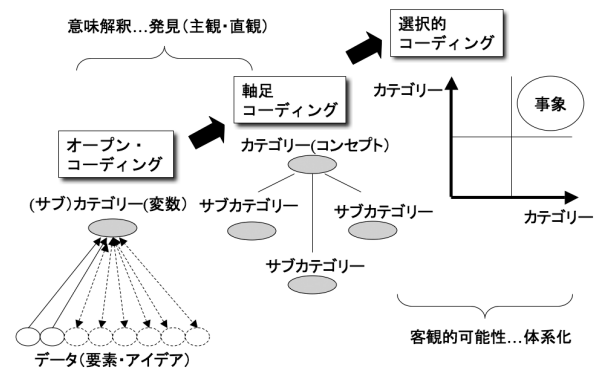 意味解釈…発見(主観・直観)
選択的
コーディング
軸足
コーディング
オープン・
コーディング
カテゴリー
事象
カテゴリー
カテゴリー(コンセプト)
サブカテゴリー
サブカテゴリー
サブカテゴリー
(サブ)カテゴリー(変数)
データ(要素・アイデア)
客観的可能性…体系化